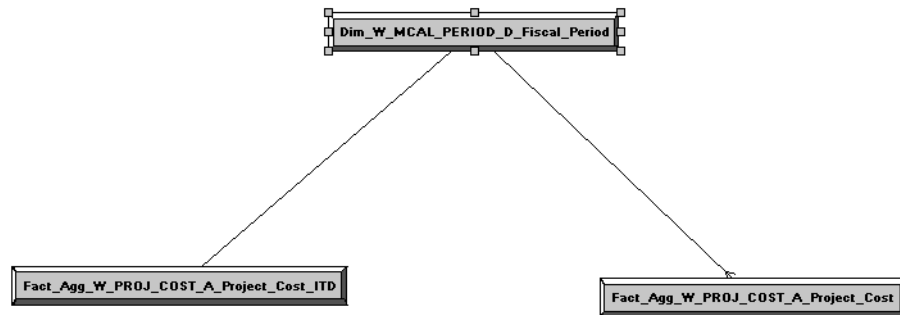 Dim_W_MCAL_PERIOD_D_Fiscal_Period
Fact_Agg_W_PROJ_COST_A_Project_Cost_ITD
Fact_Agg_W_PROJ_COST_A_Project_Cost